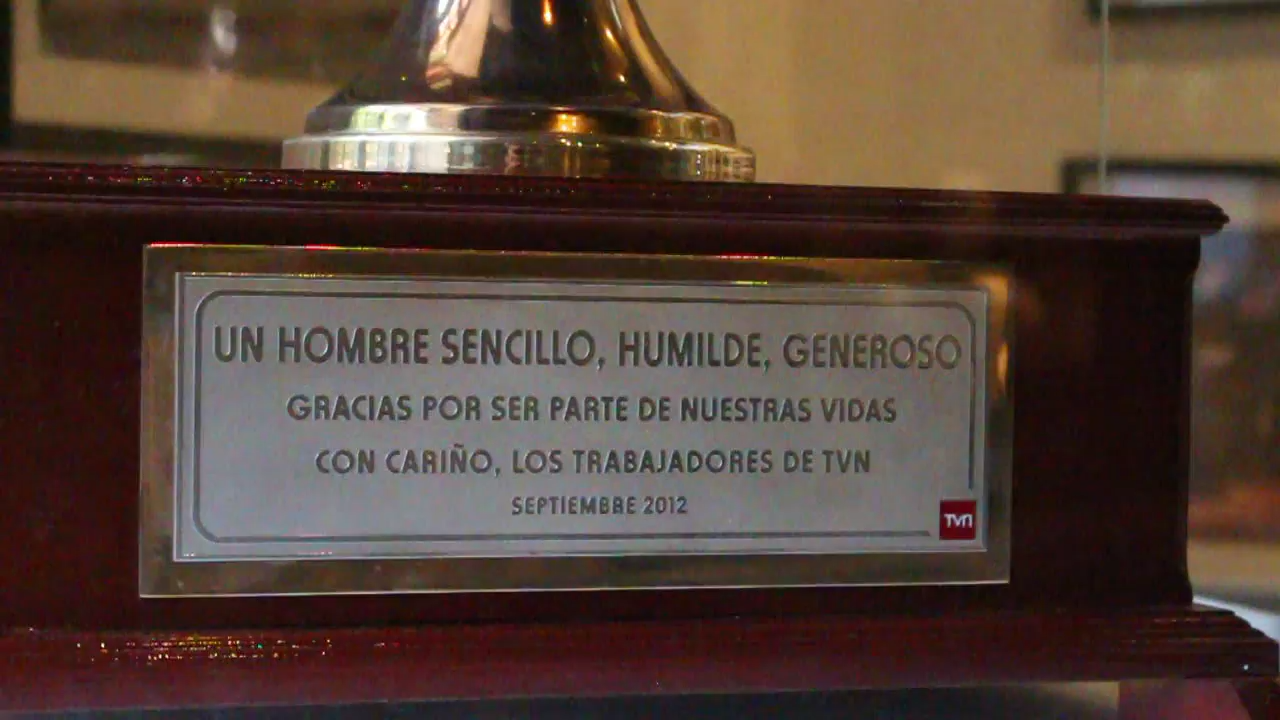 UN HOMBRE SENCILLO, HUMILDE, GENEROSO
GRACIAS POR SER PARTE DE NUESTRAS VIDAS
CON CARIÑO, LOS TRABAJADORES DE TVN
SEPTIEMBRE 2012
TVN